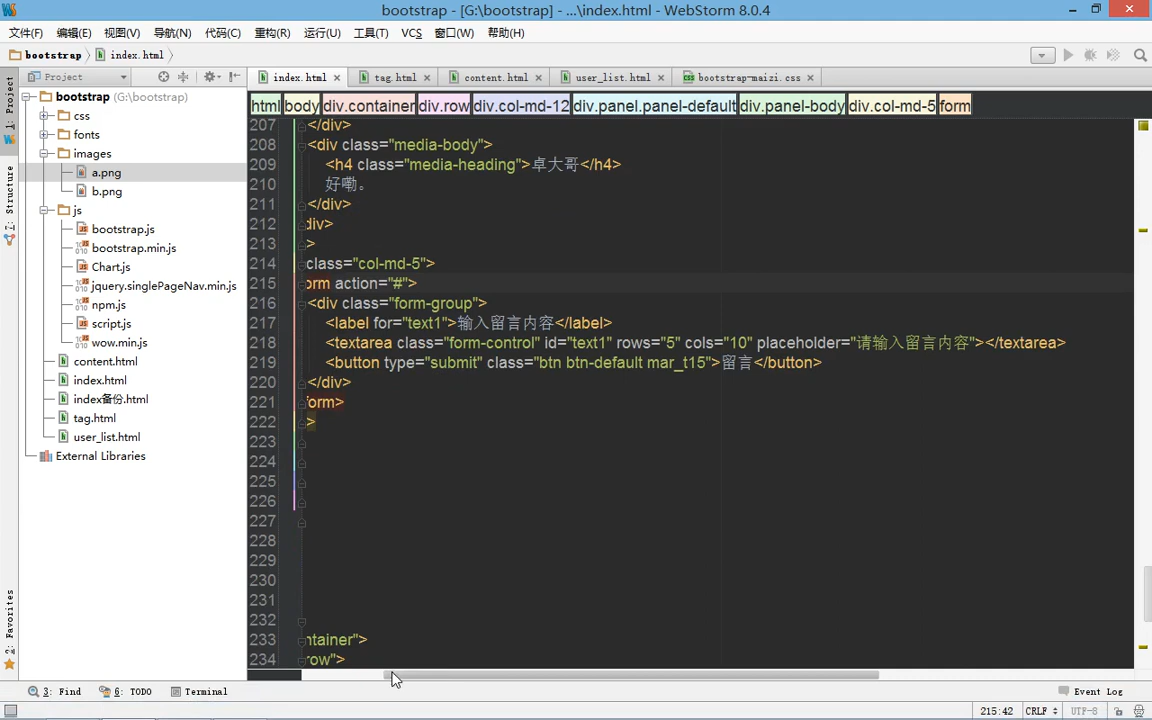 bootstrap - [G:\bootstrap] - ...\index.html - WebStorm 8.0.4
文件(F) 编辑(E) 视图(V) 导航(N) 代码(C) 重构(R) 运行(U) 工具(T) VCS 窗口(W) 帮助(H)
bootstrap index.html
Project index.html tag.html content.html user_list.html bootstrap-maizi.css
html body div.container div.row div.col-md-12 div.panel.panel-default div.panel-body div.col-md-5 form
1: Project
7: Structure
2: Favorites
bootstrap (G:\bootstrap)
css
fonts
images
a.png
b.png
js
bootstrap.js
bootstrap.min.js
Chart.js
jquery.singlePageNav.min.js
npm.js
script.js
wow.min.js
content.html
index.html
index备份.html
tag.html
user_list.html
External Libraries
207 </div>
208 <div class="media-body">
209 <h4 class="media-heading">卓大哥</h4>
210 好嘞。
211 </div>
212 div>
213 >
214 class="col-md-5">
215 orm action="#">
216 <div class="form-group">
217 <label for="text1">输入留言内容</label>
218 <textarea class="form-control" id="text1" rows="5" cols="10" placeholder="请输入留言内容"></textarea>
219 <button type="submit" class="btn btn-default mar_t15">留言</button>
220 </div>
221 form>
222 >
223
224
225
226
227
228
229
230
231
232
233 ntainer">
234 row">
3: Find 6: TODO Terminal Event Log
215:42 CRLF UTF-8